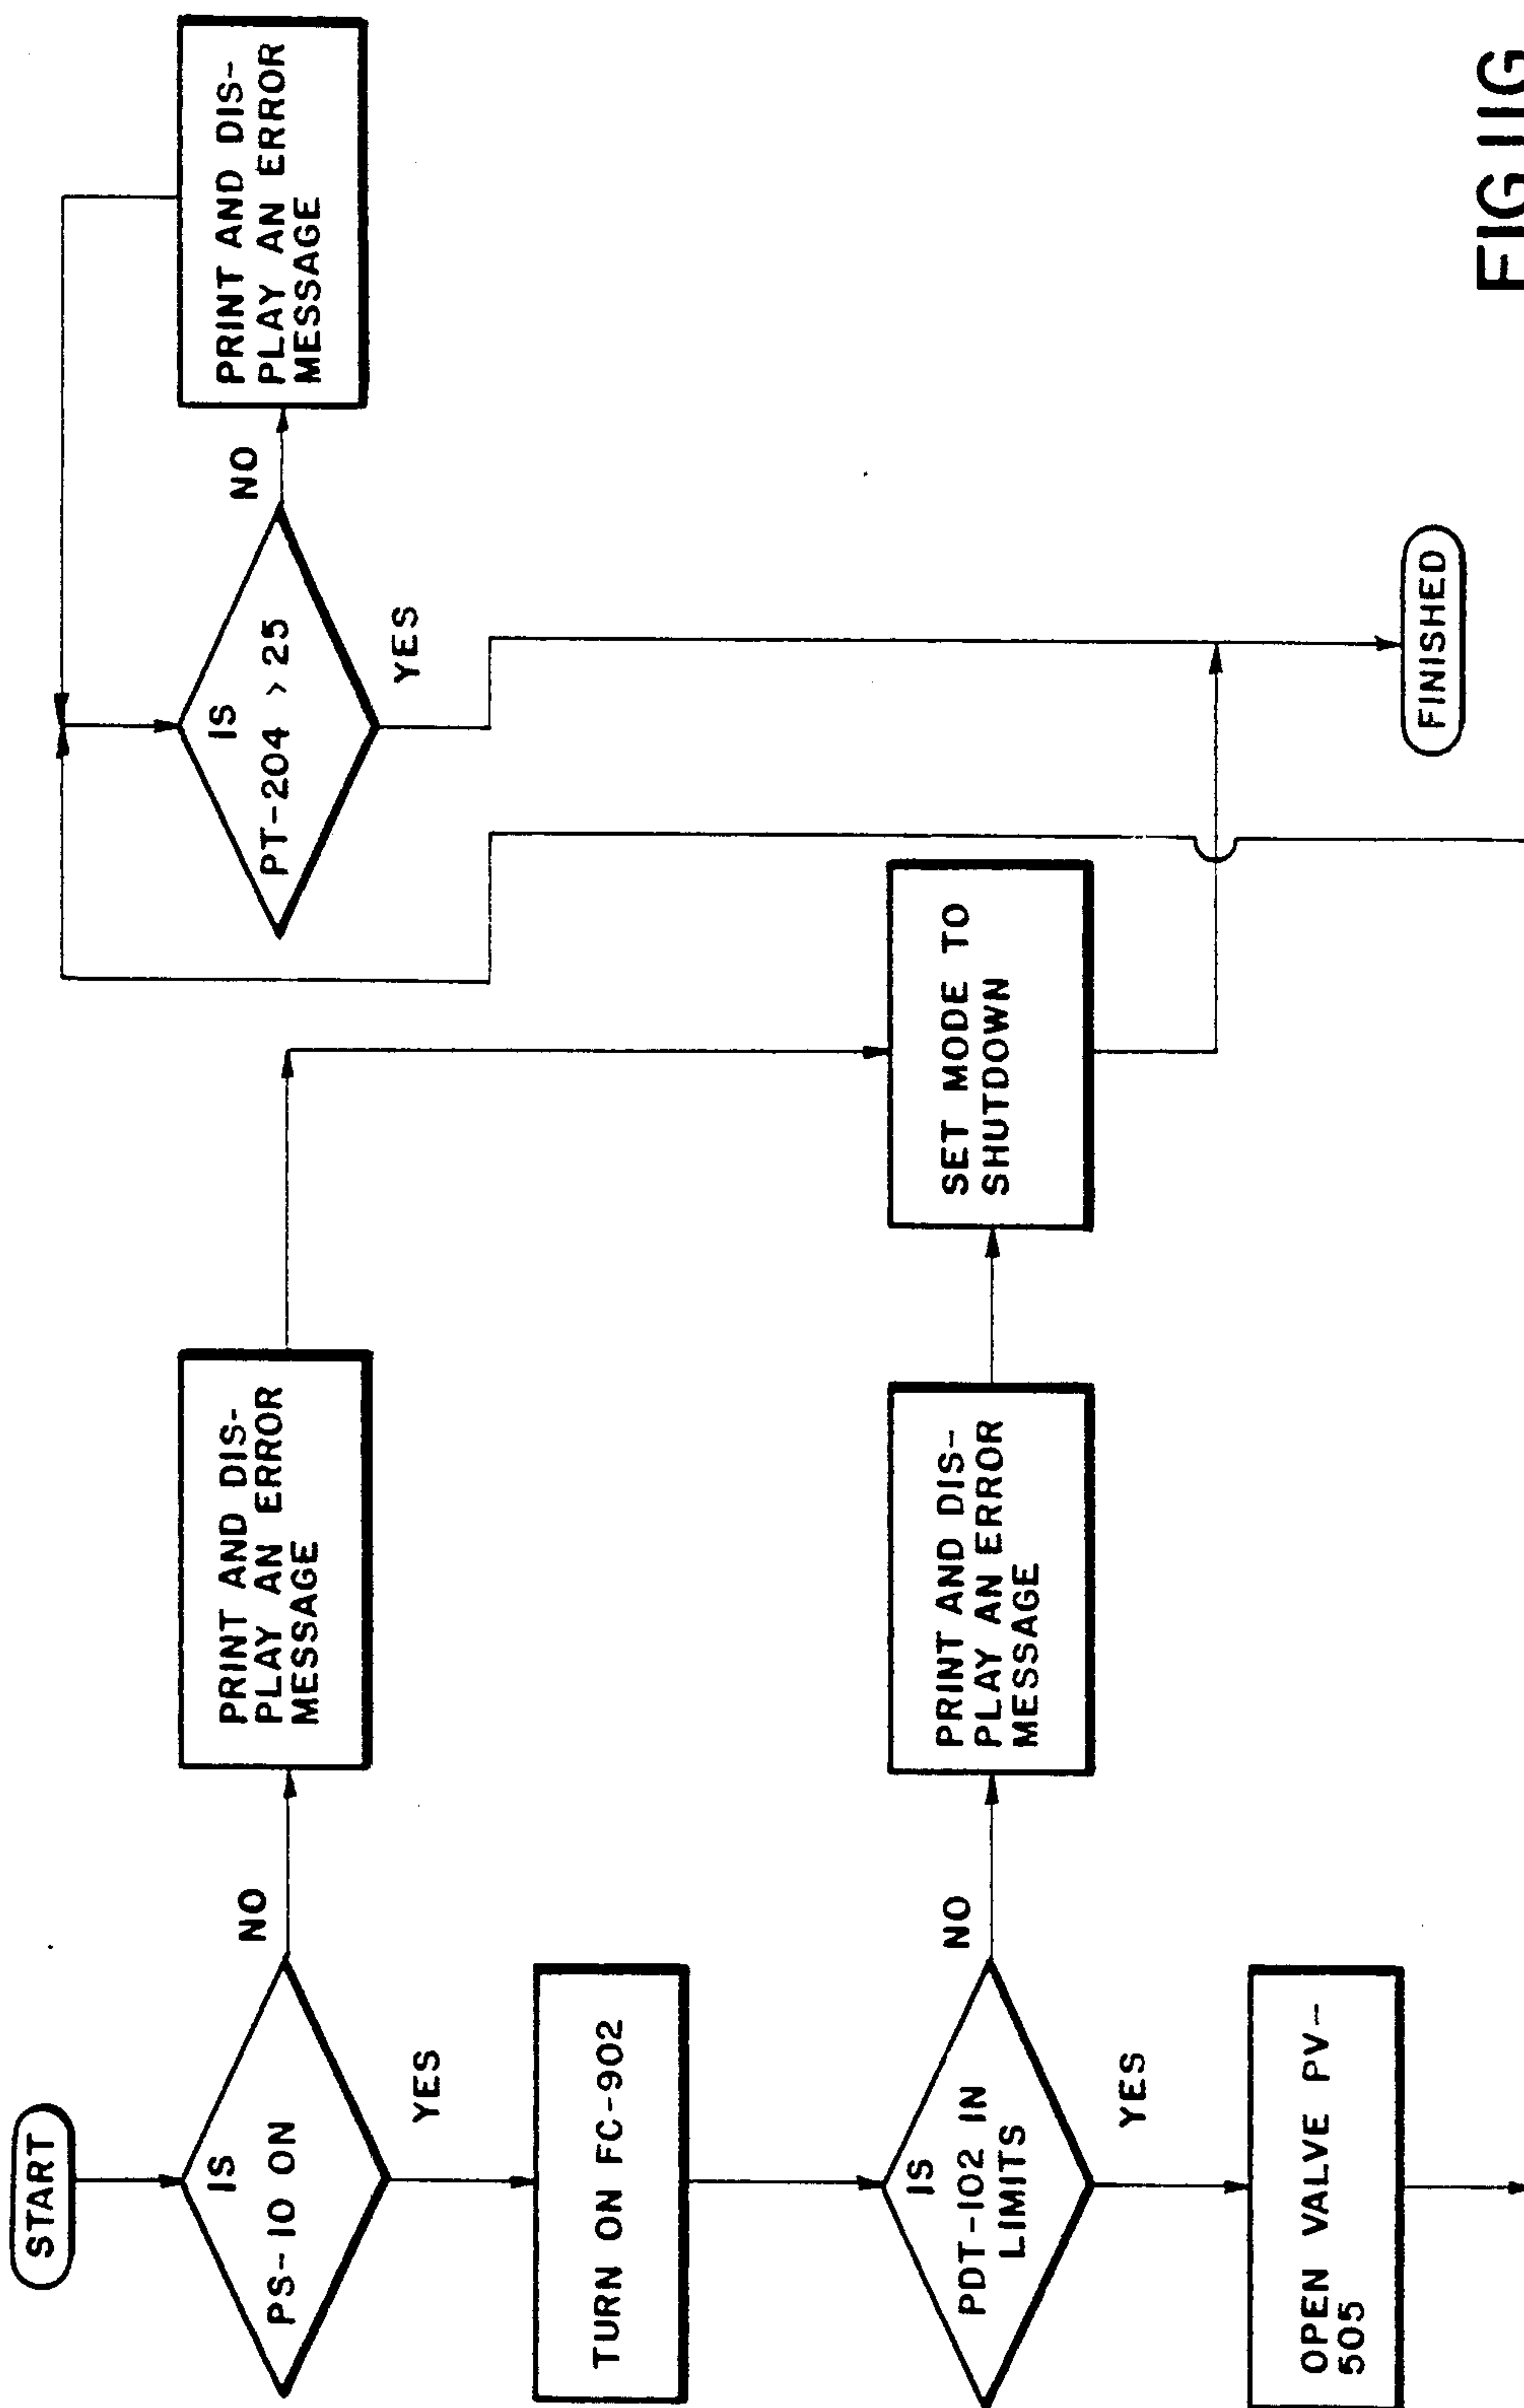 START
IS
PS-10 ON
NO
YES
PRINT AND DIS-
PLAY AN ERROR
MESSAGE
TURN ON FC-902
IS
PDT-102 IN
LIMITS
NO
YES
PRINT AND DIS-
PLAY AN ERROR
MESSAGE
SET MODE TO
SHUTDOWN
OPEN VALVE PV-
505
IS
PT-204 > 25
NO
YES
PRINT AND DIS-
PLAY AN ERROR
MESSAGE
FINISHED
FIG.11G